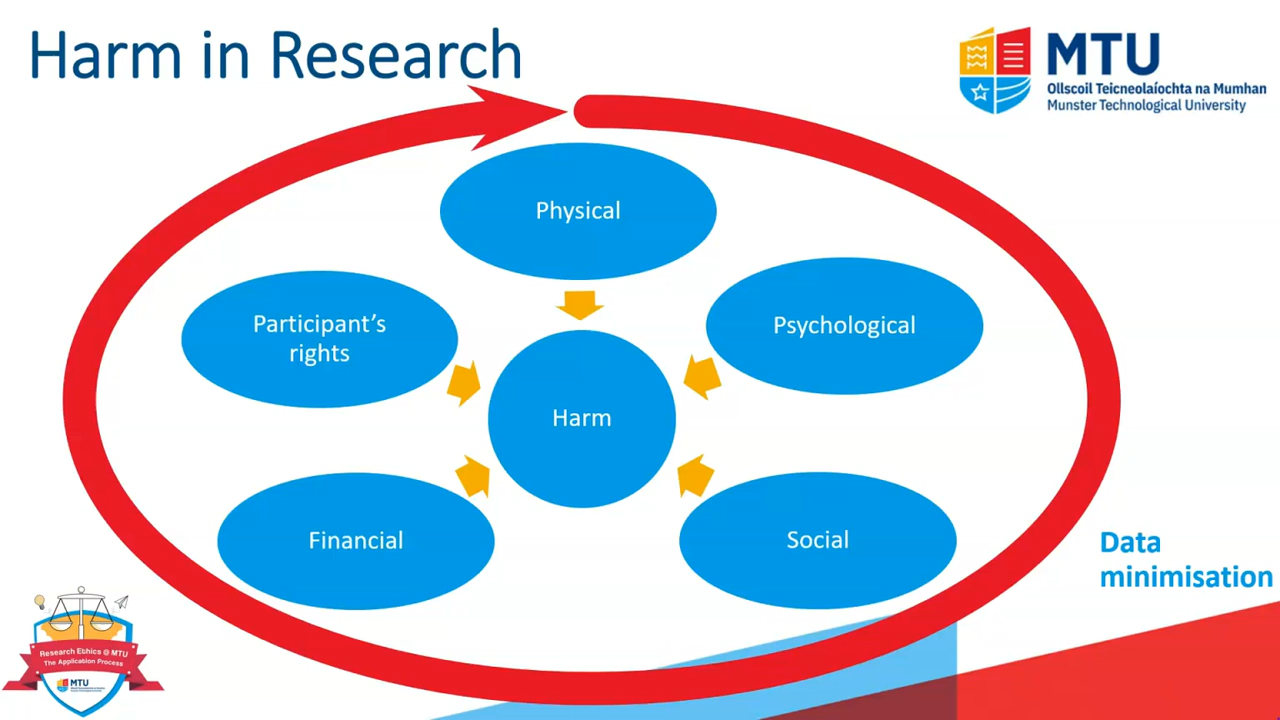 Harm in Research
MTU
Ollscoil Teicneolaíochta na Mumhan
Munster Technological University
Physical
Participant's
rights
Psychological
Harm
Financial
Social
Data
minimisation
Research Ethics @ MTU
The Application Process
MTU